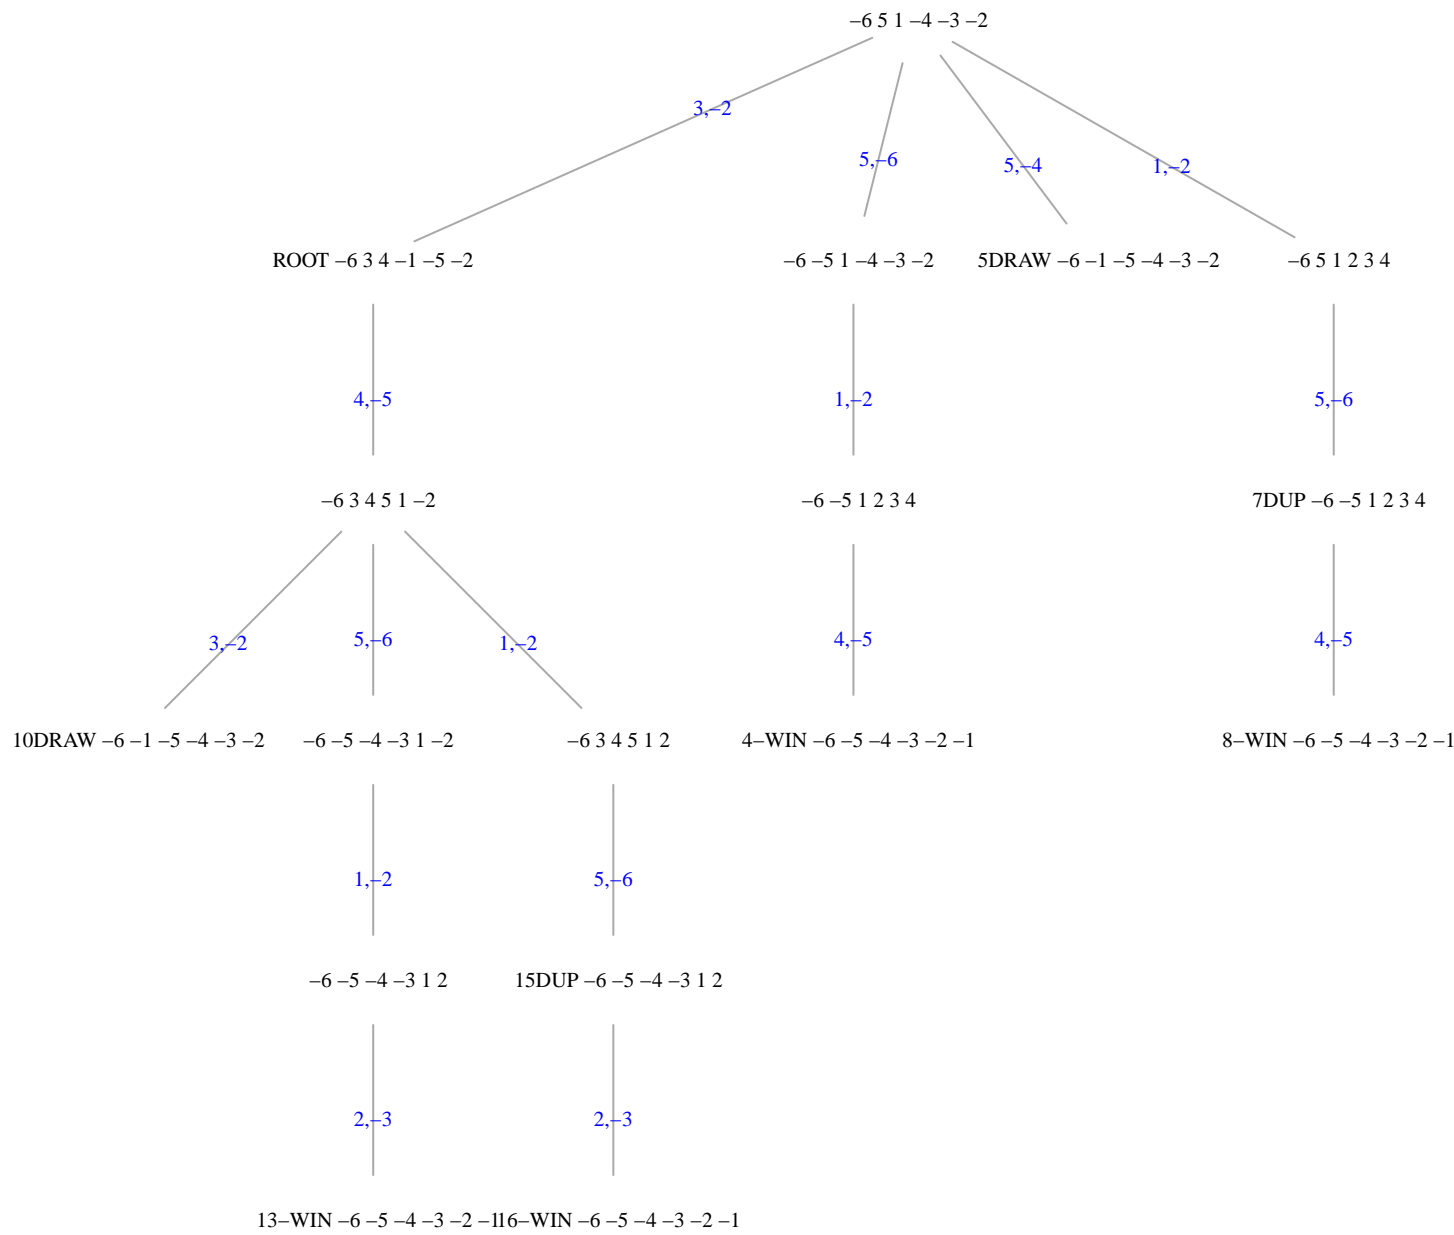 –6 5 1 –4 –3 –2
3,–2
5,–6
5,–4
1,–2
ROOT –6 3 4 –1 –5 –2
–6 –5 1 –4 –3 –2
5DRAW –6 –1 –5 –4 –3 –2
–6 5 1 2 3 4
4,–5
1,–2
5,–6
–6 3 4 5 1 –2
–6 –5 1 2 3 4
7DUP –6 –5 1 2 3 4
3,–2
5,–6
1,–2
4,–5
4,–5
10DRAW –6 –1 –5 –4 –3 –2
–6 –5 –4 –3 1 –2
–6 3 4 5 1 2
4–WIN –6 –5 –4 –3 –2 –1
8–WIN –6 –5 –4 –3 –2 –1
1,–2
5,–6
–6 –5 –4 –3 1 2
15DUP –6 –5 –4 –3 1 2
2,–3
2,–3
13–WIN –6 –5 –4 –3 –2 –1
16–WIN –6 –5 –4 –3 –2 –1